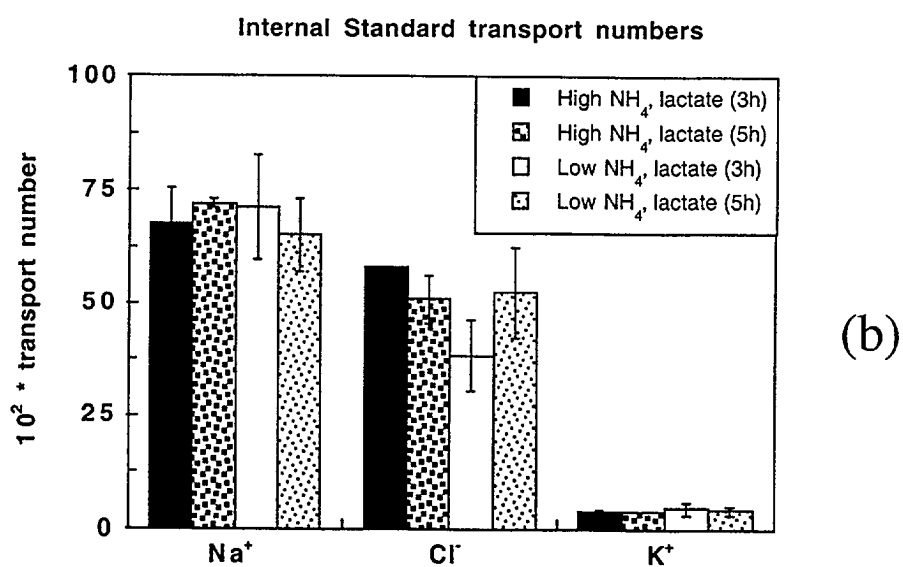 Internal Standard transport numbers
100
75
50
25
0
10² * transport number
High NH₄, lactate (3h)
High NH₄, lactate (5h)
Low NH₄, lactate (3h)
Low NH₄, lactate (5h)
Na⁺
Cl⁻
K⁺
(b)